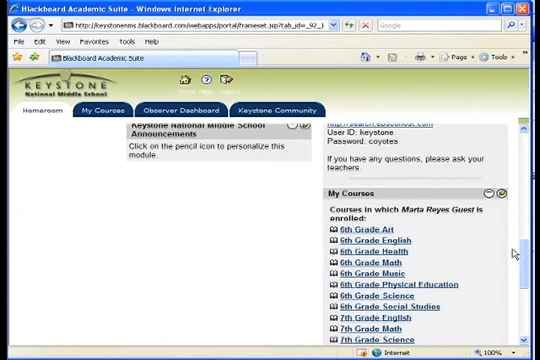 Blackboard Academic Suite - Windows Internet Explorer
http://keystonenms.blackboard.com/webapps/portal/frameset.jsp?tab_id=_92_1
File Edit View Favorites Tools Help
Blackboard Academic Suite
Page Tools
KEYSTONE
National Middle School
Home Help Logout
Homeroom My Courses Observer Dashboard Keystone Community
Keystone National Middle School
Announcements
Click on the pencil icon to personalize this
module.
http://search.ebscohost.com
User ID: keystone
Password: coyotes
If you have any questions, please ask your
teachers.
My Courses
Courses in which Marta Reyes Guest is
enrolled:
6th Grade Art
6th Grade English
6th Grade Health
6th Grade Math
6th Grade Music
6th Grade Physical Education
6th Grade Science
6th Grade Social Studies
7th Grade English
7th Grade Math
7th Grade Science
Internet 100%